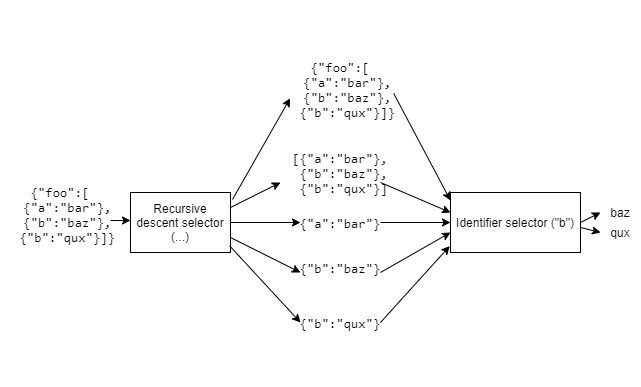 {"foo":[
{"a":"bar"},
{"b":"baz"},
{"b":"qux"}]}
Recursive
descent selector
(...)
{"foo":[
{"a":"bar"},
{"b":"baz"},
{"b":"qux"}]}
[{"a":"bar"},
{"b":"baz"},
{"b":"qux"}]
{"a":"bar"}
{"b":"baz"}
{"b":"qux"}
Identifier selector ("b")
baz
qux